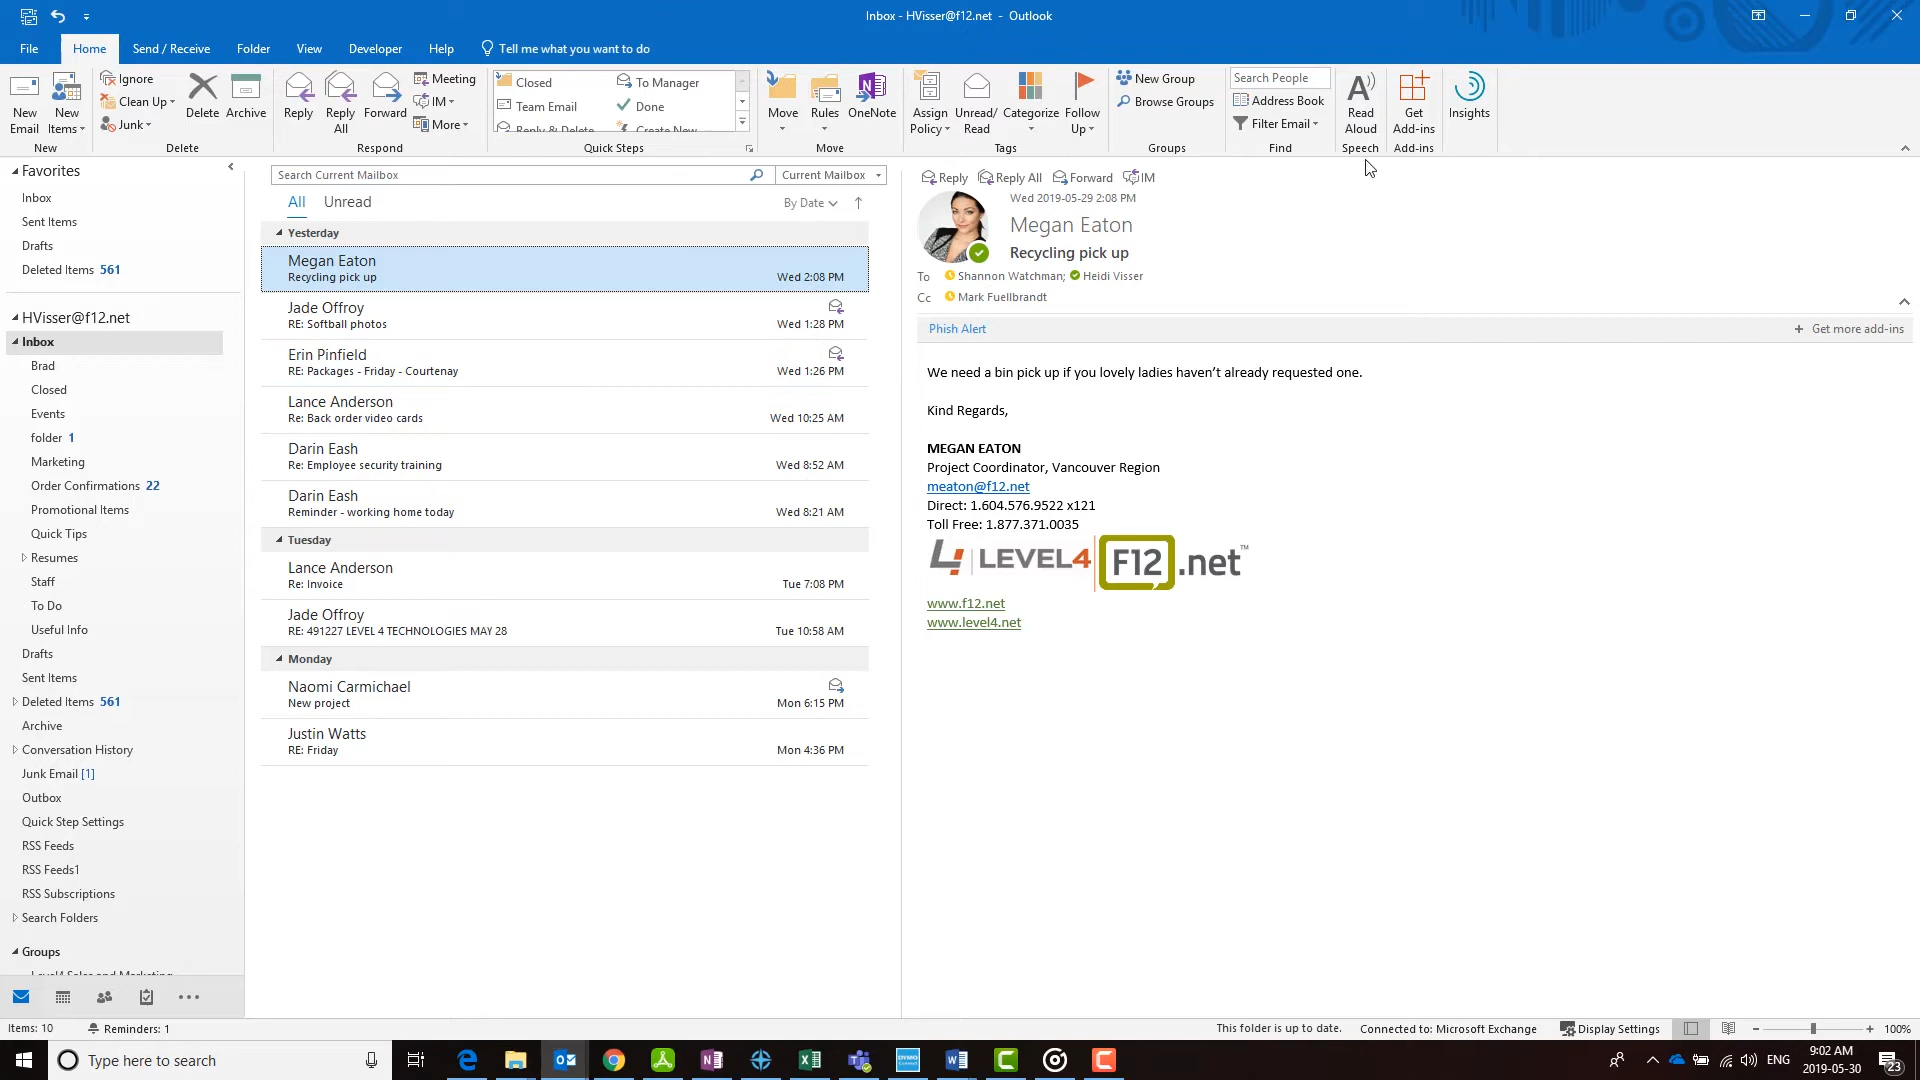 Inbox - HVisser@f12.net - Outlook
File Home Send / Receive Folder View Developer Help Tell me what you want to do
New Email
New Items
New
Ignore
Clean Up
Junk
Delete
Archive
Delete
Reply
Reply All
Forward
Meeting
IM
More
Respond
Closed
To Manager
Team Email
Done
Reply & Delete
Create New
Quick Steps
Move
Rules
OneNote
Move
Assign Policy
Unread/ Read
Categorize
Follow Up
Tags
New Group
Browse Groups
Groups
Search People
Address Book
Filter Email
Find
Read Aloud
Speech
Get Add-ins
Add-ins
Insights
Favorites
Inbox
Sent Items
Drafts
Deleted Items 561
HVisser@f12.net
Inbox
Brad
Closed
Events
folder 1
Marketing
Order Confirmations 22
Promotional Items
Quick Tips
Resumes
Staff
To Do
Useful Info
Drafts
Sent Items
Deleted Items 561
Archive
Conversation History
Junk Email [1]
Outbox
Quick Step Settings
RSS Feeds
RSS Feeds1
RSS Subscriptions
Search Folders
Groups
Level4 Sales and Marketing
Search Current Mailbox
Current Mailbox
All Unread
By Date
Yesterday
Megan Eaton
Recycling pick up Wed 2:08 PM
Jade Offroy
RE: Softball photos Wed 1:28 PM
Erin Pinfield
RE: Packages - Friday - Courtenay Wed 1:26 PM
Lance Anderson
Re: Back order video cards Wed 10:25 AM
Darin Eash
Re: Employee security training Wed 8:52 AM
Darin Eash
Reminder - working home today Wed 8:21 AM
Tuesday
Lance Anderson
Re: Invoice Tue 7:08 PM
Jade Offroy
RE: 491227 LEVEL 4 TECHNOLOGIES MAY 28 Tue 10:58 AM
Monday
Naomi Carmichael
New project Mon 6:15 PM
Justin Watts
RE: Friday Mon 4:36 PM
Reply Reply All Forward IM
Wed 2019-05-29 2:08 PM
Megan Eaton
Recycling pick up
To Shannon Watchman; Heidi Visser
Cc Mark Fuellbrandt
Phish Alert
+ Get more add-ins
We need a bin pick up if you lovely ladies haven't already requested one.
Kind Regards,
MEGAN EATON
Project Coordinator, Vancouver Region
meaton@f12.net
Direct: 1.604.576.9522 x121
Toll Free: 1.877.371.0035
L4 LEVEL4 F12.net™
www.f12.net
www.level4.net
Items: 10 Reminders: 1
This folder is up to date. Connected to: Microsoft Exchange Display Settings 100%
Type here to search
ENG
9:02 AM
2019-05-30
23